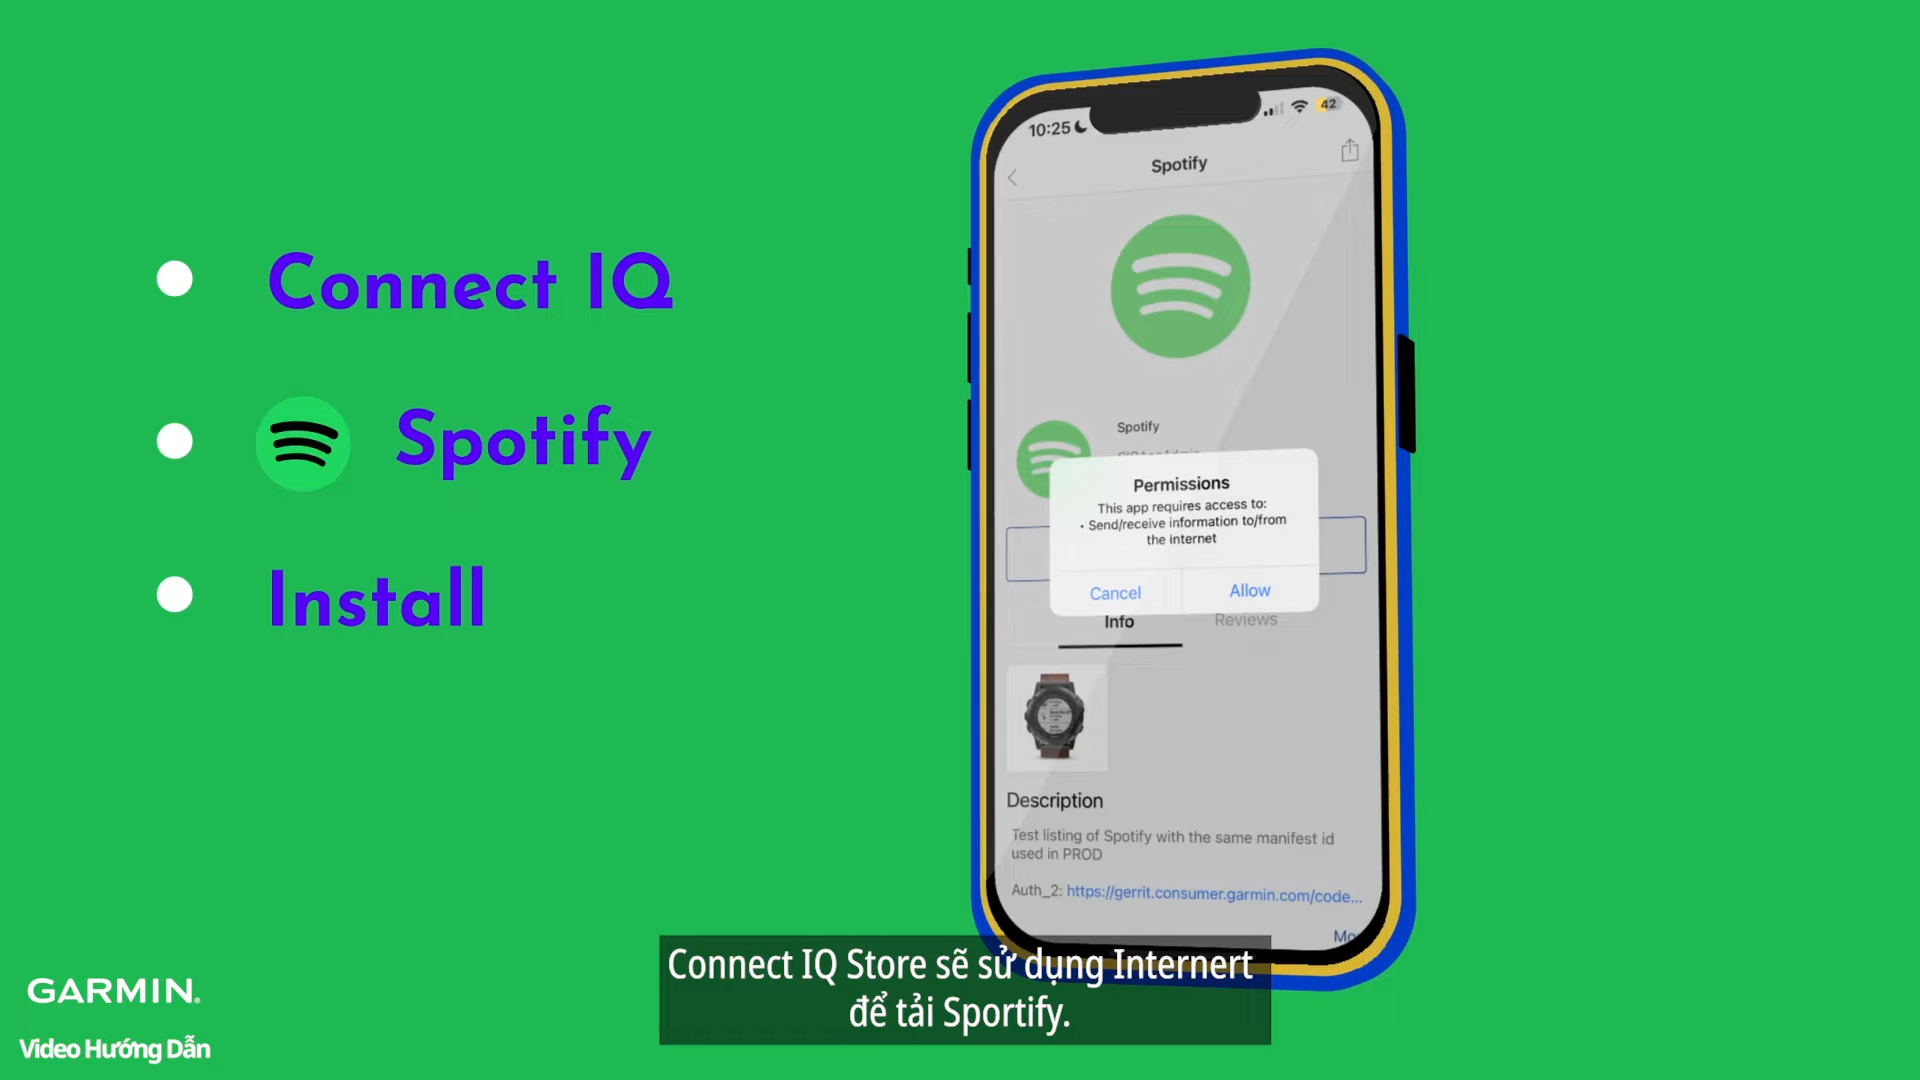 Connect IQ
Spotify
Install
10:25
42
Spotify
Spotify
Permissions
This app requires access to:
• Send/receive information to/from
the internet
Cancel
Allow
Info
Reviews
Description
Test listing of Spotify with the same manifest id
used in PROD
Auth_2: https://gerrit.consumer.garmin.com/code...
Mo
Connect IQ Store sẽ sử dụng Internert
để tải Sportify.
GARMIN.
Video Hướng Dẫn